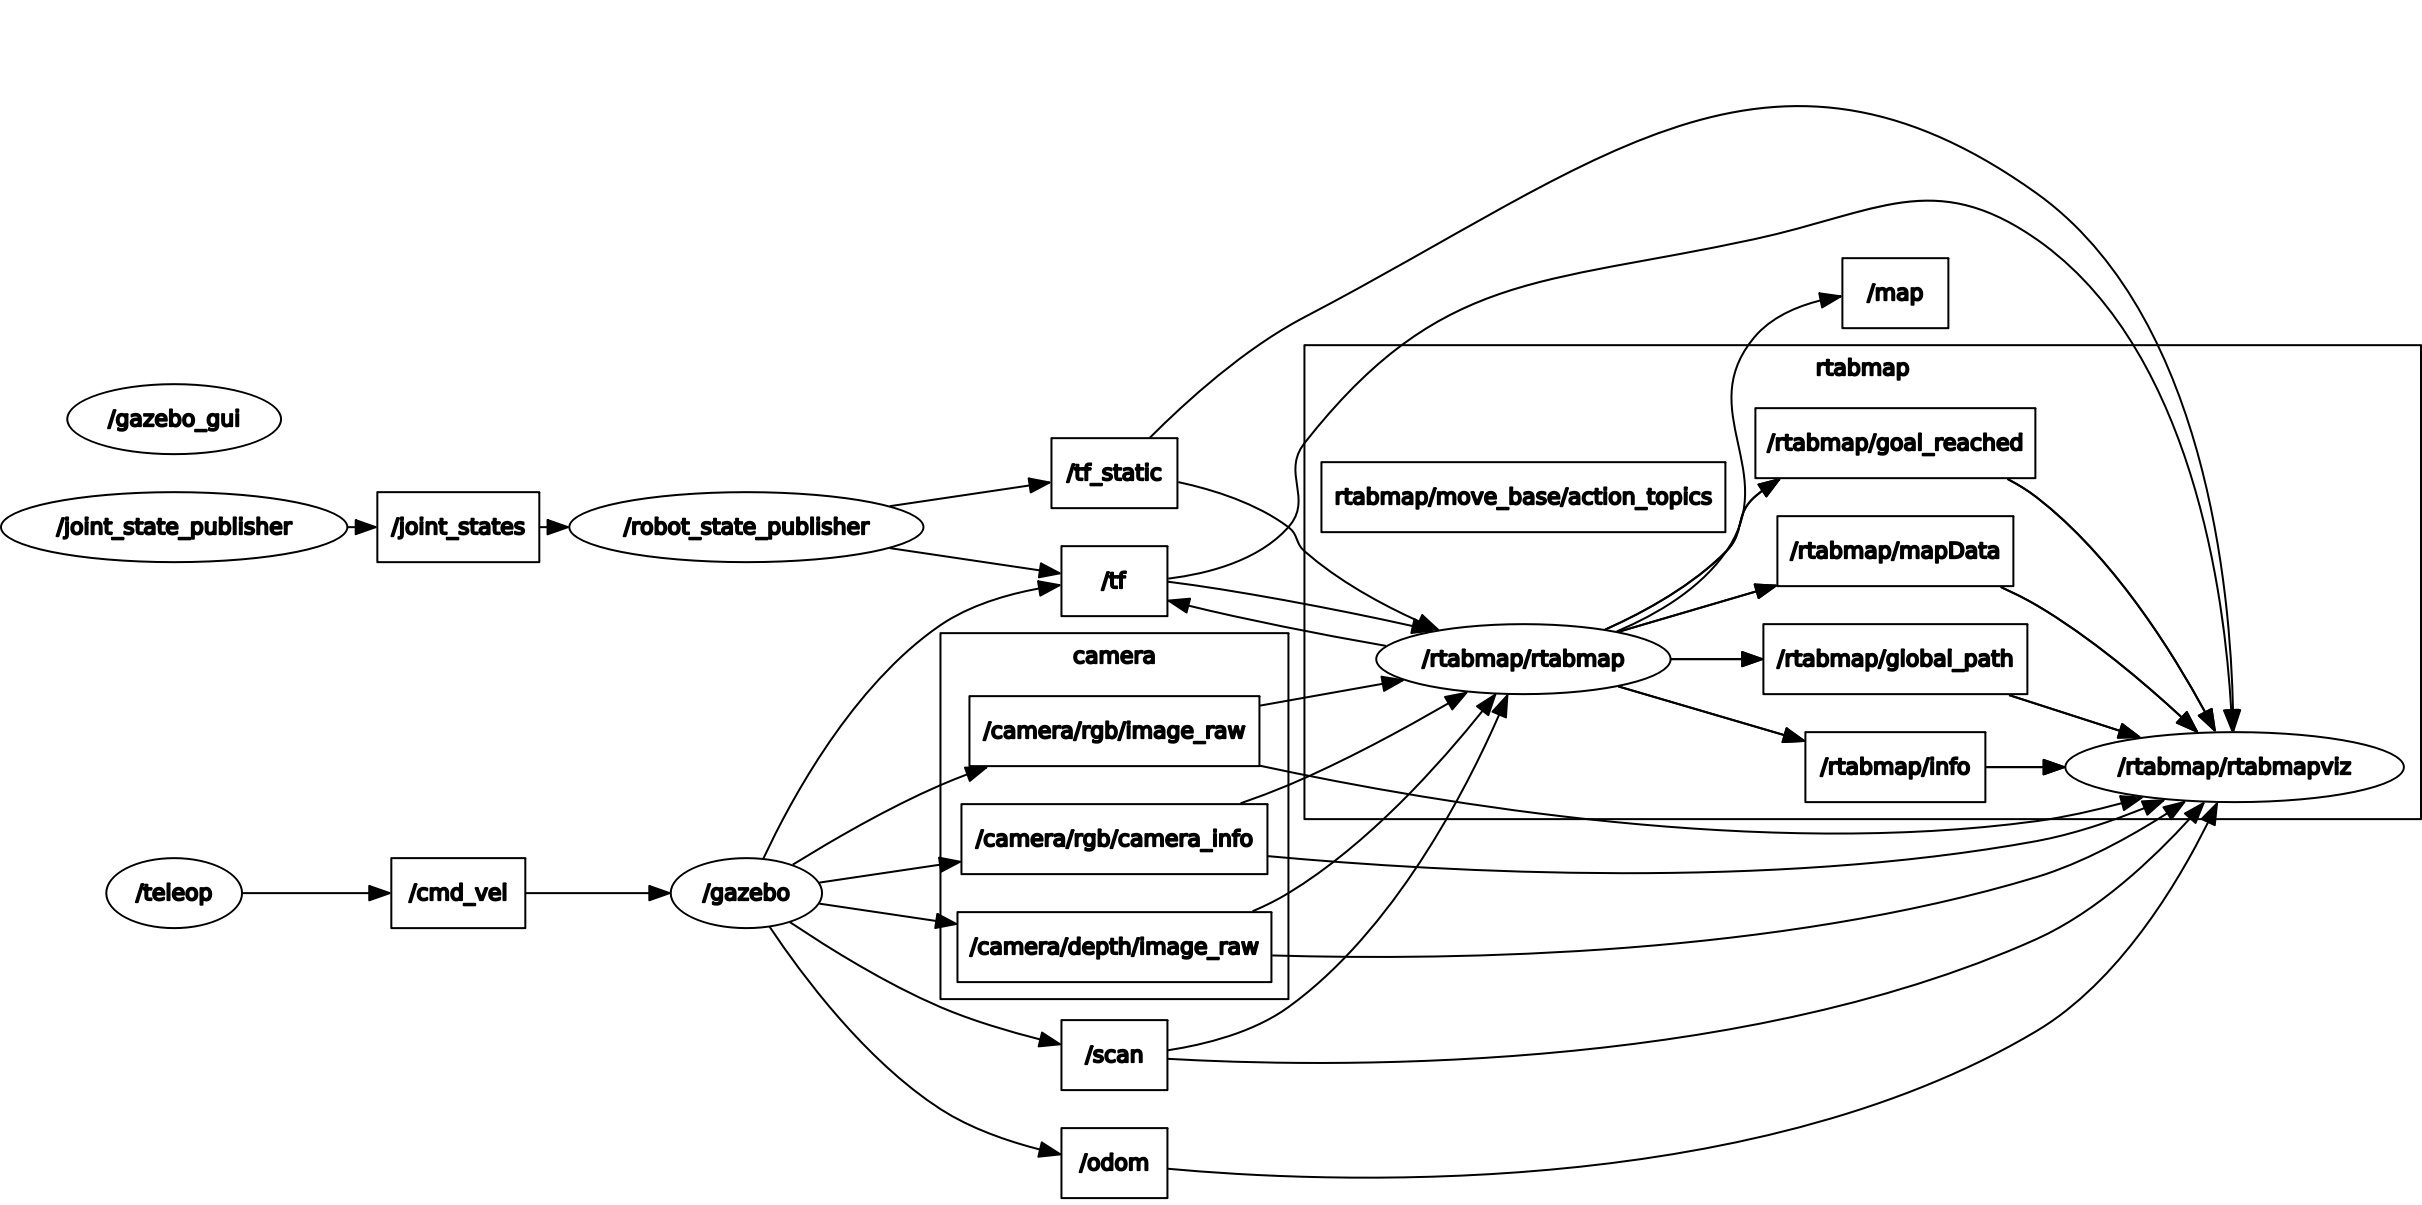 /map
rtabmap
/gazebo_gui
/rtabmap/goal_reached
/tf_static
rtabmap/move_base/action_topics
/joint_state_publisher
/joint_states
/robot_state_publisher
/rtabmap/mapData
/tf
camera
/rtabmap/rtabmap
/rtabmap/global_path
/camera/rgb/image_raw
/rtabmap/info
/rtabmap/rtabmapviz
/camera/rgb/camera_info
/teleop
/cmd_vel
/gazebo
/camera/depth/image_raw
/scan
/odom